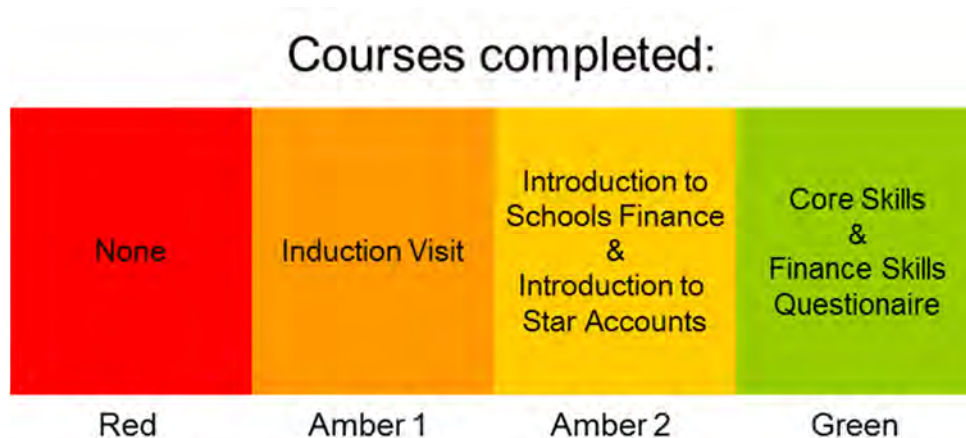 Courses completed:
None
Induction Visit
Introduction to
Schools Finance
&
Introduction to
Star Accounts
Core Skills
&
Finance Skills
Questionaire
Red
Amber 1
Amber 2
Green